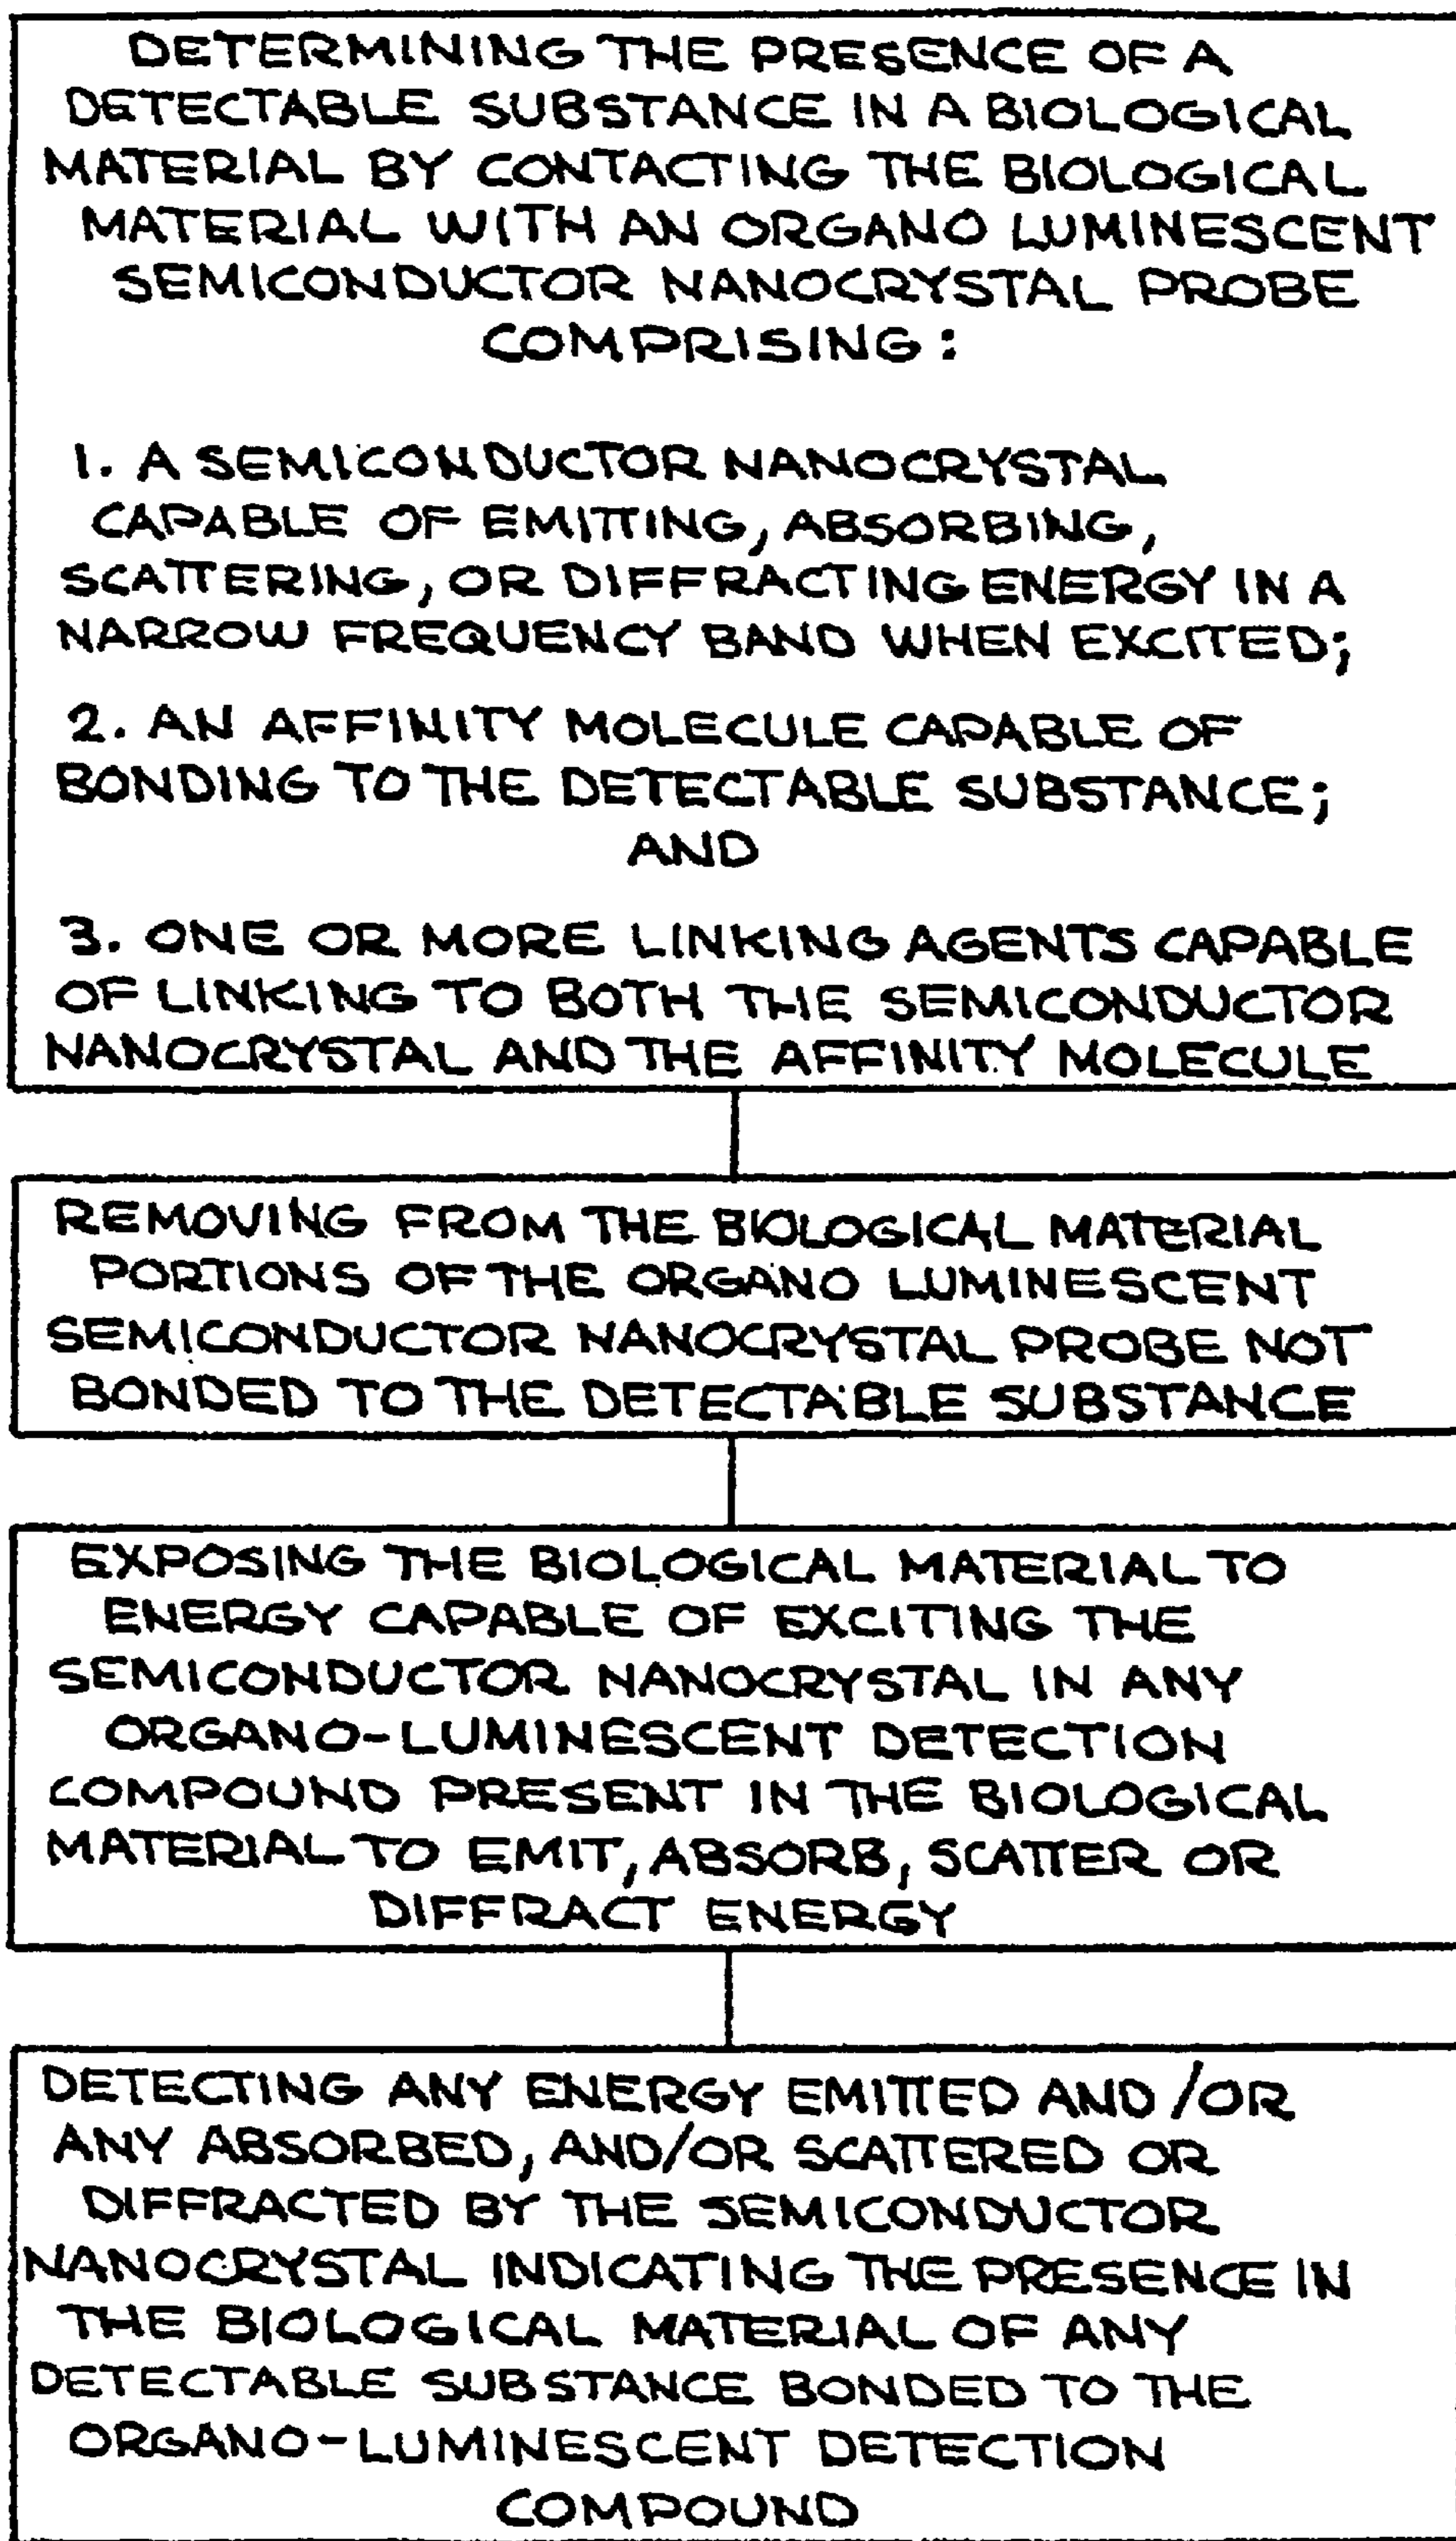 DETERMINING THE PRESENCE OF A
DETECTABLE SUBSTANCE IN A BIOLOGICAL
MATERIAL BY CONTACTING THE BIOLOGICAL
MATERIAL WITH AN ORGANO LUMINESCENT
SEMICONDUCTOR NANOCRYSTAL PROBE
COMPRISING:
1. A SEMICONDUCTOR NANOCRYSTAL
CAPABLE OF EMITTING, ABSORBING,
SCATTERING, OR DIFFRACTING ENERGY IN A
NARROW FREQUENCY BAND WHEN EXCITED;
2. AN AFFINITY MOLECULE CAPABLE OF
BONDING TO THE DETECTABLE SUBSTANCE;
AND
3. ONE OR MORE LINKING AGENTS CAPABLE
OF LINKING TO BOTH THE SEMICONDUCTOR
NANOCRYSTAL AND THE AFFINITY MOLECULE
REMOVING FROM THE BIOLOGICAL MATERIAL
PORTIONS OF THE ORGANO LUMINESCENT
SEMICONDUCTOR NANOCRYSTAL PROBE NOT
BONDED TO THE DETECTABLE SUBSTANCE
EXPOSING THE BIOLOGICAL MATERIAL TO
ENERGY CAPABLE OF EXCITING THE
SEMICONDUCTOR NANOCRYSTAL IN ANY
ORGANO-LUMINESCENT DETECTION
COMPOUND PRESENT IN THE BIOLOGICAL
MATERIAL TO EMIT, ABSORB, SCATTER OR
DIFFRACT ENERGY
DETECTING ANY ENERGY EMITTED AND/OR
ANY ABSORBED, AND/OR SCATTERED OR
DIFFRACTED BY THE SEMICONDUCTOR
NANOCRYSTAL INDICATING THE PRESENCE IN
THE BIOLOGICAL MATERIAL OF ANY
DETECTABLE SUBSTANCE BONDED TO THE
ORGANO-LUMINESCENT DETECTION
COMPOUND